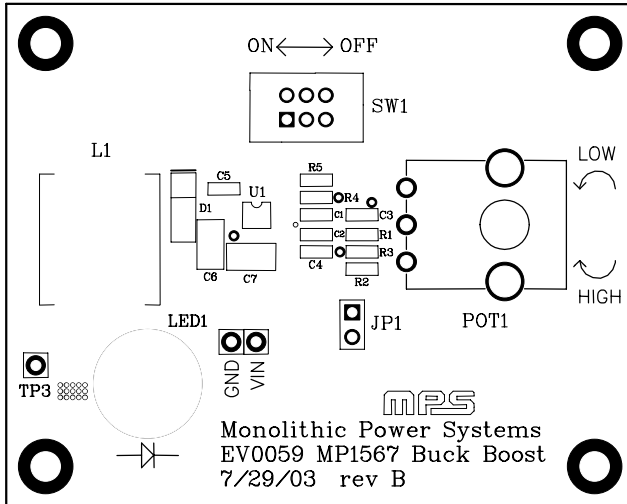 ON OFF
SW1
L1
LOW
R5
C5
U1
R4
D1
C1 C3
C2 R1
C4 R3
C6 C7
R2
HIGH
LED1
JP1
POT1
TP3
GND
VIN
MPS
Monolithic Power Systems
EV0059 MP1567 Buck Boost
7/29/03 rev B